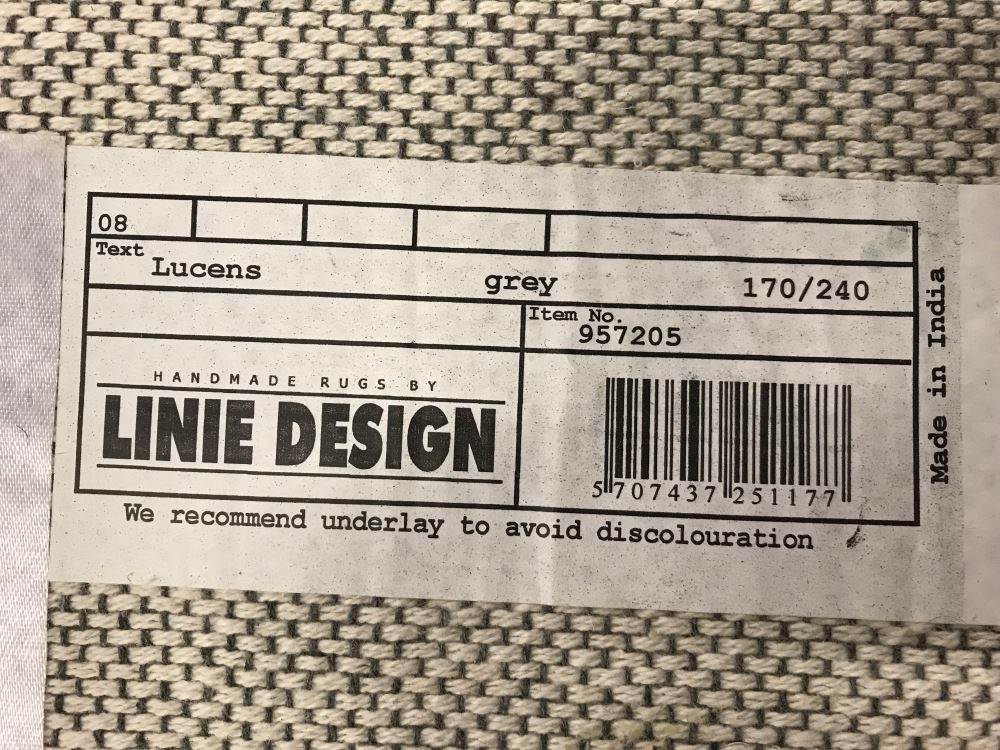 08
Text
Lucens grey 170/240
Item No.
957205
HANDMADE RUGS BY
LINIE DESIGN
5 707437 251177
We recommend underlay to avoid discolouration
Made in India